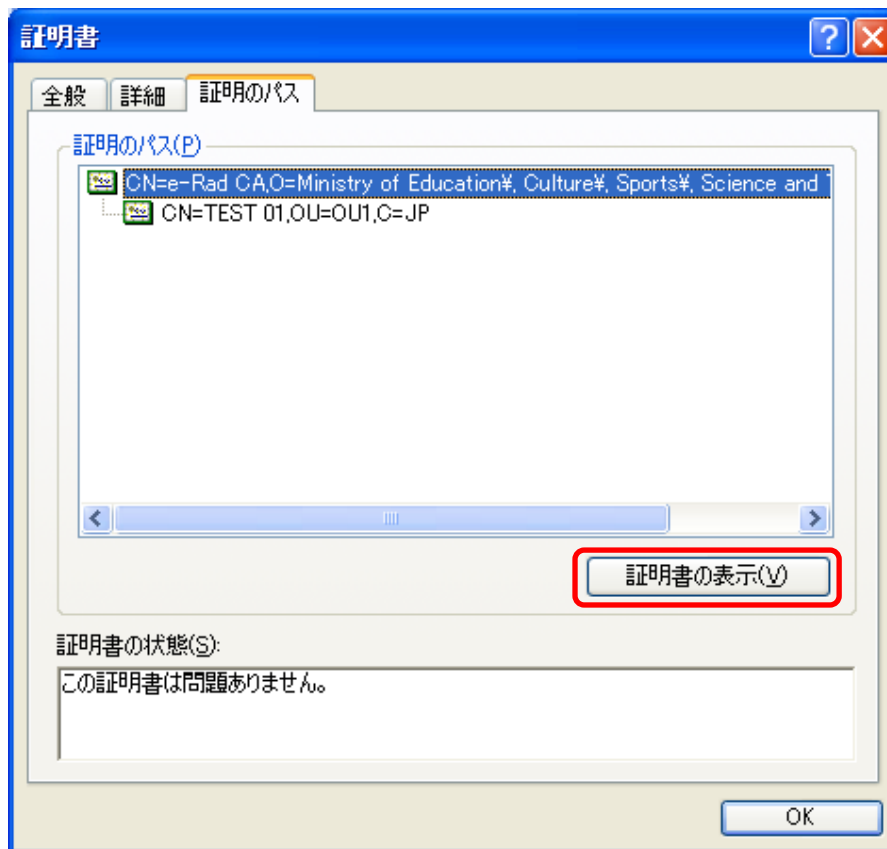 証明書
全般 詳細 証明のパス
証明のパス(P)
CN=e-Rad CA,O=Ministry of Education¥, Culture¥, Sports¥, Science and
CN=TEST 01,OU=OU1,C=JP
証明書の表示(V)
証明書の状態(S):
この証明書は問題ありません。
OK